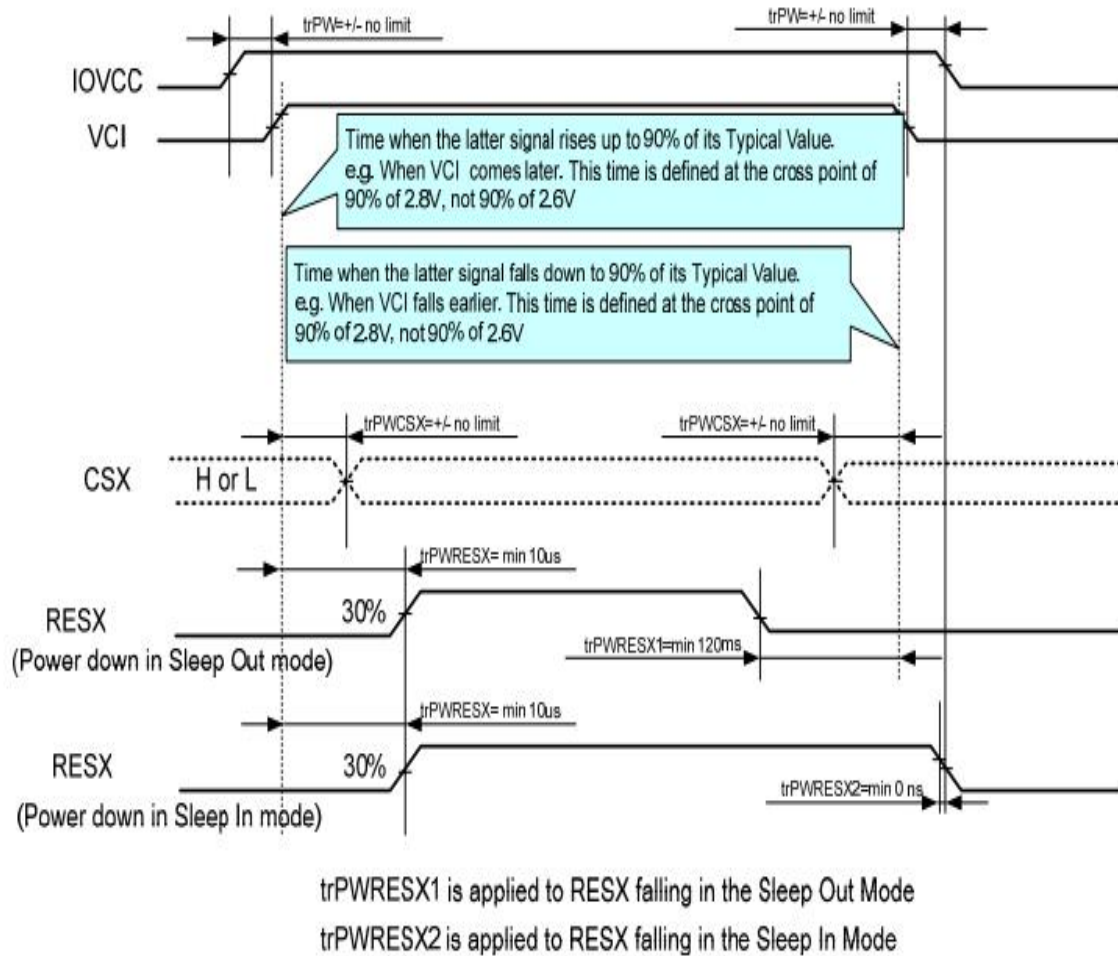 trPW=+/- no limit
trPW=+/- no limit
IOVCC
VCI
Time when the latter signal rises up to 90% of its Typical Value.
e.g. When VCI comes later. This time is defined at the cross point of
90% of 2.8V, not 90% of 2.6V
Time when the latter signal falls down to 90% of its Typical Value.
e.g. When VCI falls earlier. This time is defined at the cross point of
90% of 2.8V, not 90% of 2.6V
trPWCSX=+/- no limit
trPWCSX=+/- no limit
CSX
H or L
trPWRESX= min 10us
30%
RESX
(Power down in Sleep Out mode)
trPWRESX1=min 120ms
trPWRESX= min 10us
RESX
30%
(Power down in Sleep In mode)
trPWRESX2=min 0 ns
trPWRESX1 is applied to RESX falling in the Sleep Out Mode
trPWRESX2 is applied to RESX falling in the Sleep In Mode